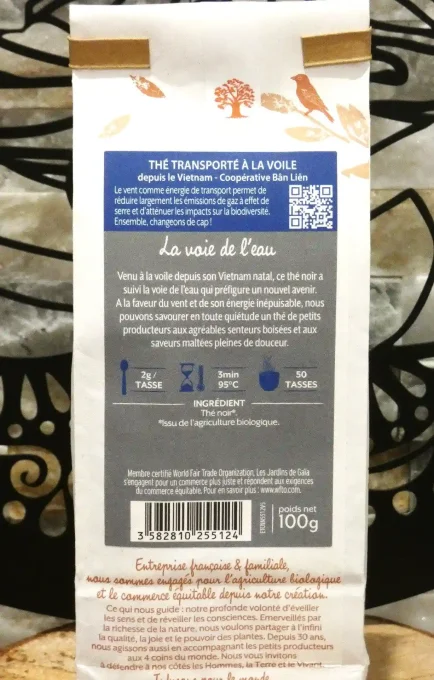 THÉ TRANSPORTÉ À LA VOILE
depuis le Vietnam - Coopérative Bản Liên
Le vent comme énergie de transport permet de
réduire largement les émissions de gaz à effet de
serre et d'atténuer les impacts sur la biodiversité.
Ensemble, changeons de cap !
La voie de l'eau
Venu à la voile depuis son Vietnam natal, ce thé noir a
suivi la voie de l'eau qui préfigure un nouvel avenir.
A la faveur du vent et de son énergie inépuisable, nous
pouvons savourer en toute quiétude un thé de petits
producteurs aux agréables senteurs boisées et aux
saveurs maltées pleines de douceur.
2g / TASSE
3min 95°C
50 TASSES
INGRÉDIENT
Thé noir*.
*Issu de l'agriculture biologique.
Membre certifié World Fair Trade Organization, Les Jardins de Gaïa
s'engagent pour un commerce plus juste et répondent aux exigences
du commerce équitable. Pour en savoir plus : www.wfto.com.
3 582810 255124
poids net
100g
Entreprise française & familiale,
nous sommes engagés pour l'agriculture biologique
et le commerce équitable depuis notre création.
Ce qui nous guide : notre profonde volonté d'éveiller
les sens et de réveiller les consciences. Émerveillés par
la richesse de la nature, nous voulons partager à l'infini
la qualité, la joie et le pouvoir des plantes. Depuis 30 ans,
nous agissons aussi en accompagnant les petits producteurs
aux 4 coins du monde. Nous vous invitons
à défendre à nos côtés les Hommes, la Terre et le Vivant.